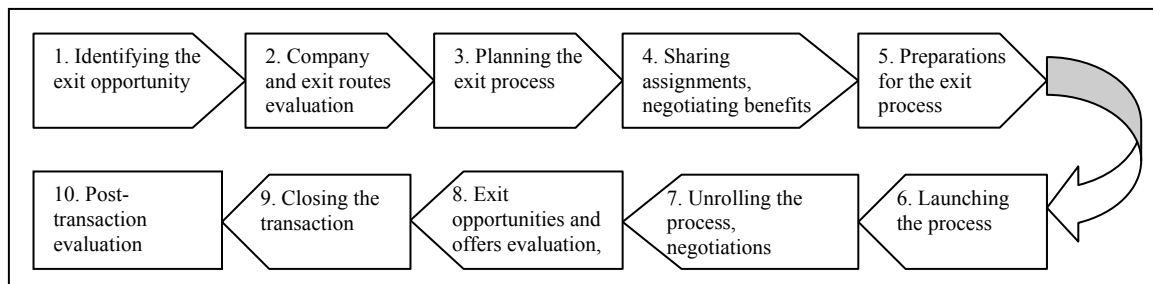 1. Identifying the
exit opportunity
2. Company
and exit routes
evaluation
3. Planning the
exit process
4. Sharing
assignments,
negotiating benefits
5. Preparations
for the exit
process
6. Launching
the process
7. Unrolling the
process,
negotiations
8. Exit
opportunities and
offers evaluation,
9. Closing the
transaction
10. Post-
transaction
evaluation